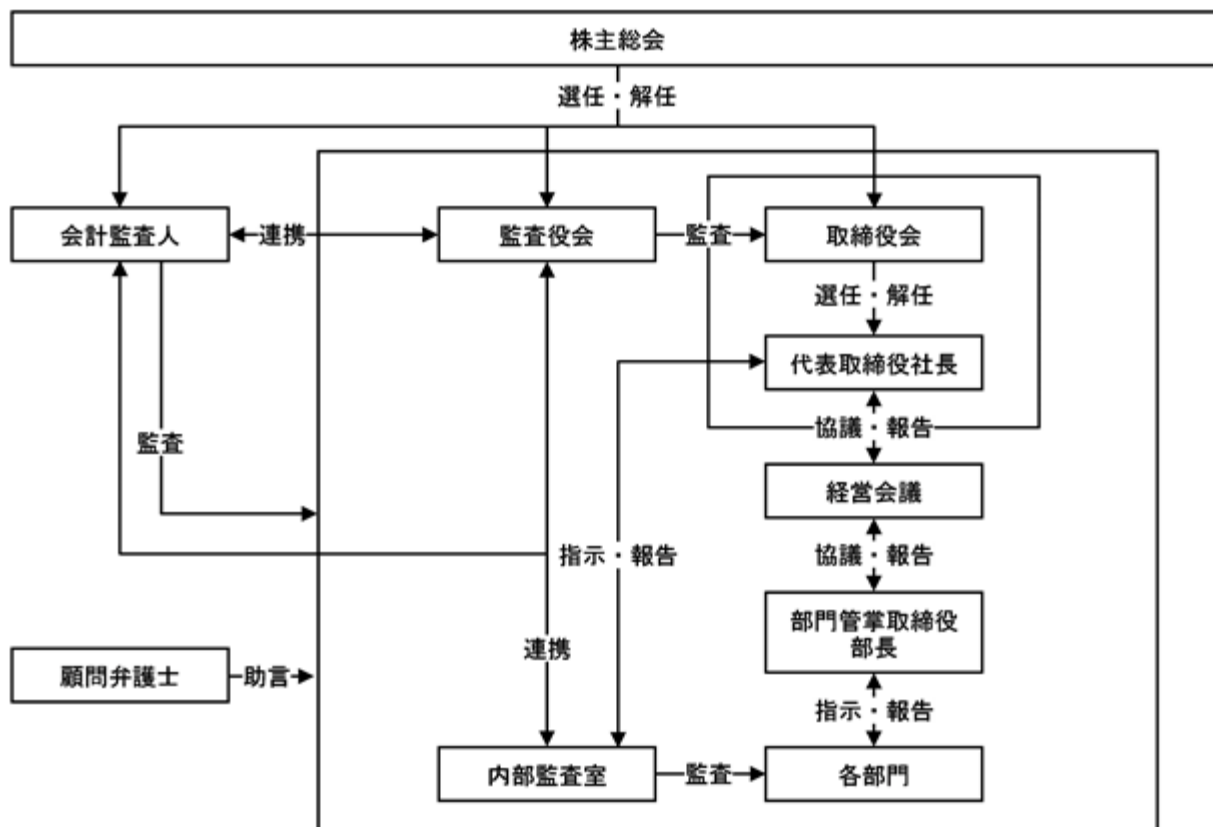 株主総会
選任・解任
会計監査人
連携
監査役会
監査
取締役会
選任・解任
代表取締役社長
監査
協議・報告
経営会議
指示・報告
協議・報告
部門管掌取締役
部長
連携
顧問弁護士
助言
指示・報告
内部監査室
監査
各部門